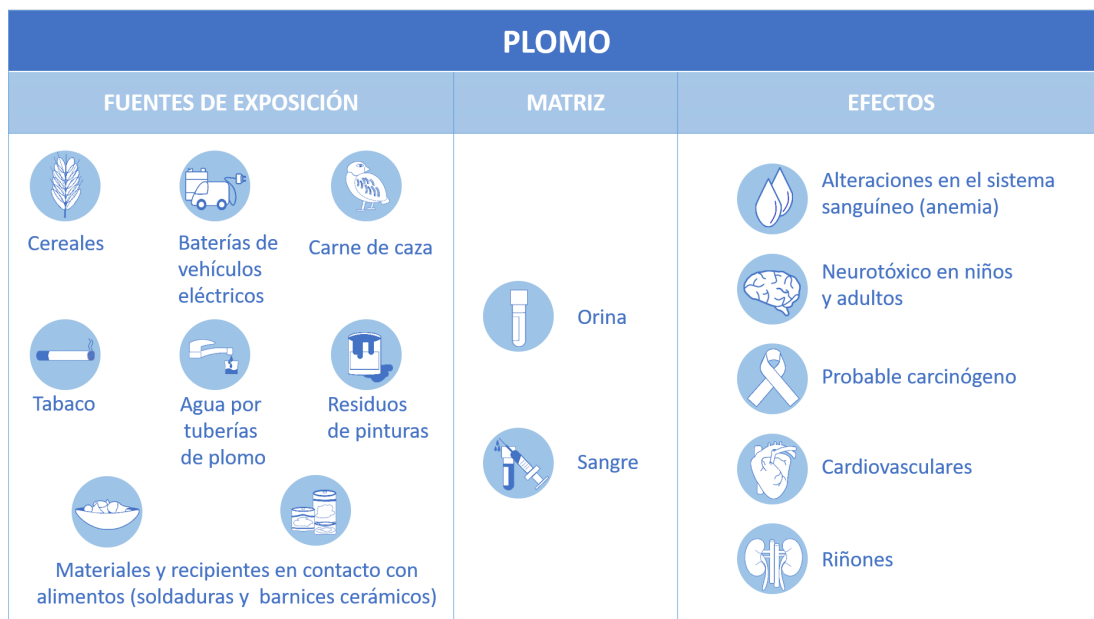 PLOMO
FUENTES DE EXPOSICIÓN
MATRIZ
EFECTOS
Cereales
Baterías de
vehículos
eléctricos
Carne de caza
Tabaco
Agua por
tuberías
de plomo
Residuos
de pinturas
Materiales y recipientes en contacto con
alimentos (soldaduras y barnices cerámicos)
Orina
Sangre
Alteraciones en el sistema
sanguíneo (anemia)
Neurotóxico en niños
y adultos
Probable carcinógeno
Cardiovasculares
Riñones